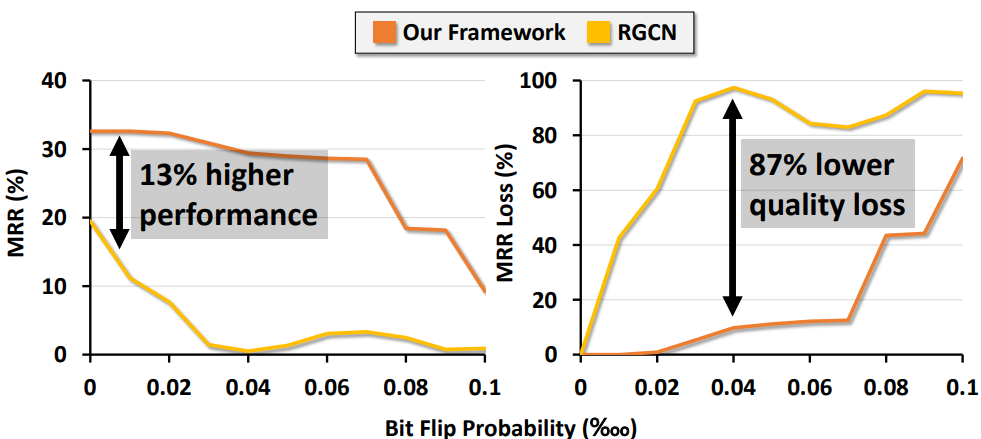 Our Framework RGCN
40
30
20
10
0
MRR (%)
13% higher
performance
0 0.02 0.04 0.06 0.08 0.1
100
80
60
40
20
0
MRR Loss (%)
87% lower
quality loss
0 0.02 0.04 0.06 0.08 0.1
Bit Flip Probability (‱)